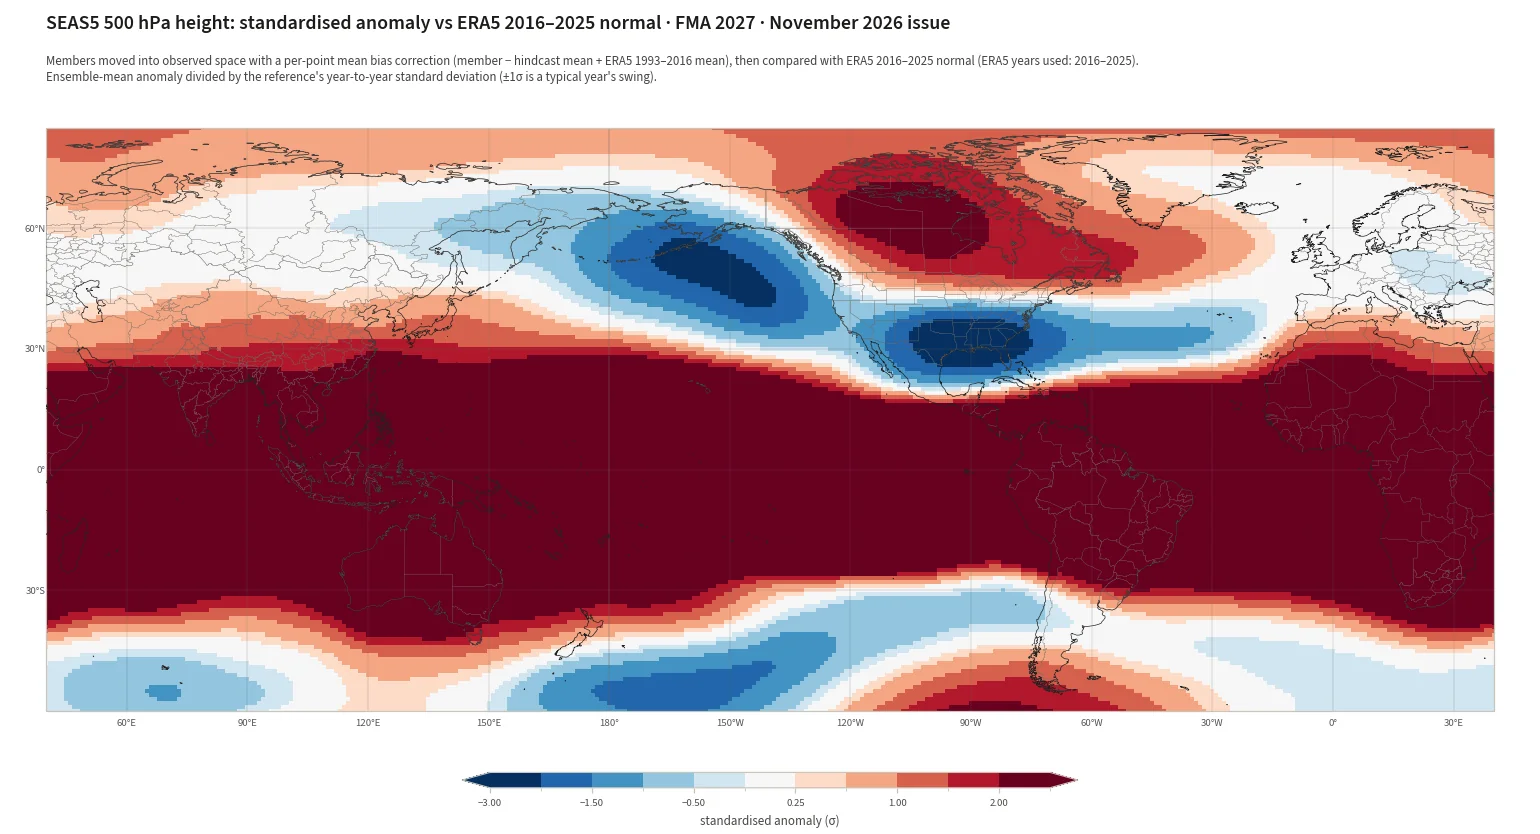 SEAS5 500 hPa height: standardised anomaly vs ERA5 2016–2025 normal · FMA 2027 · November 2026 issue
Members moved into observed space with a per-point mean bias correction (member − hindcast mean + ERA5 1993–2016 mean), then compared with ERA5 2016–2025 normal (ERA5 years used: 2016–2025).
Ensemble-mean anomaly divided by the reference's year-to-year standard deviation (±1σ is a typical year's swing).
60°N
30°N
0°
30°S
60°E 90°E 120°E 150°E 180° 150°W 120°W 90°W 60°W 30°W 0° 30°E
−3.00 −1.50 −0.50 0.25 1.00 2.00
standardised anomaly (σ)